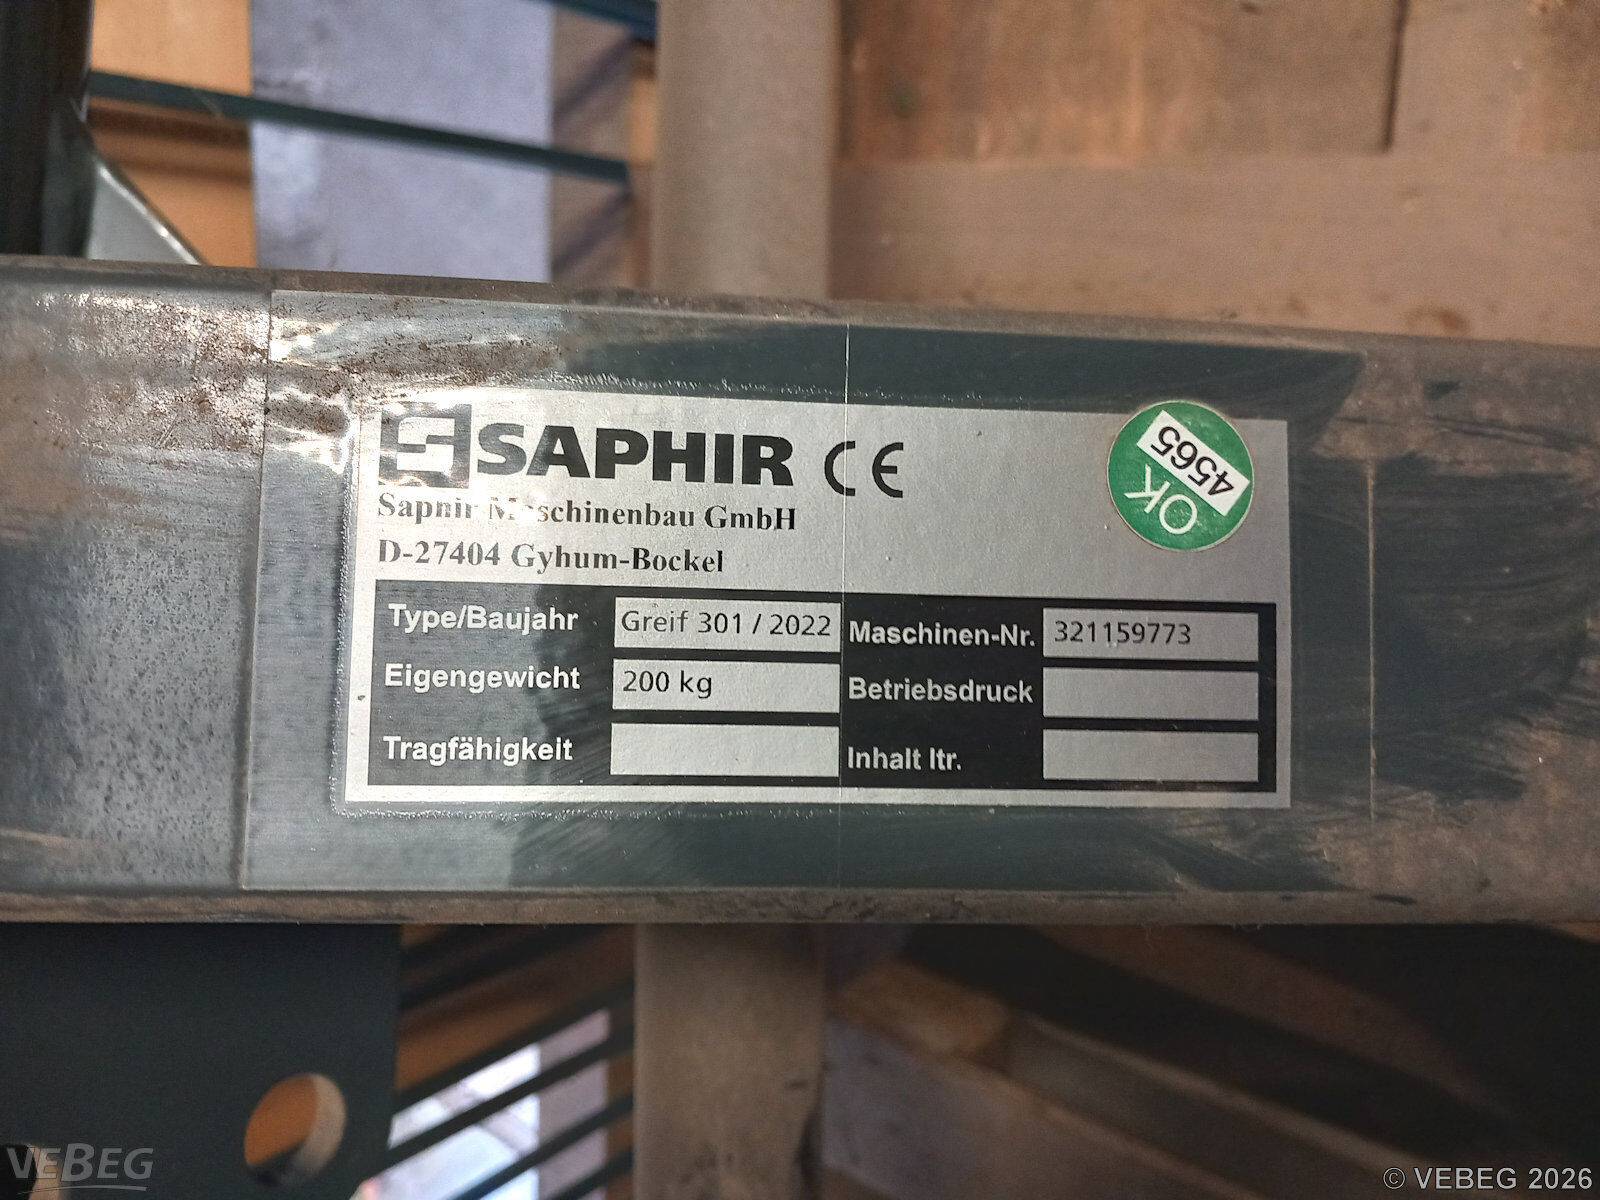 SAPHIR CE
Saphir Maschinenbau GmbH
D-27404 Gyhum-Bockel
OK 4565
Type/Baujahr Greif 301 / 2022 Maschinen-Nr. 321159773
Eigengewicht 200 kg Betriebsdruck
Tragfähigkeit Inhalt ltr.
VEBEG
© VEBEG 2026